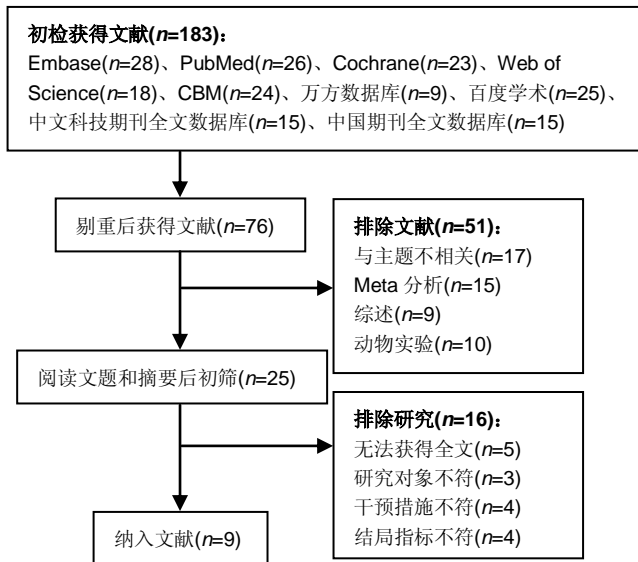 初检获得文献(n=183)：
Embase(n=28)、PubMed(n=26)、Cochrane(n=23)、Web of
Science(n=18)、CBM(n=24)、万方数据库(n=9)、百度学术(n=25)、
中文科技期刊全文数据库(n=15)、中国期刊全文数据库(n=15)
剔重后获得文献(n=76)
排除文献(n=51)：
与主题不相关(n=17)
Meta 分析(n=15)
综述(n=9)
动物实验(n=10)
阅读文题和摘要后初筛(n=25)
排除研究(n=16)：
无法获得全文(n=5)
研究对象不符(n=3)
干预措施不符(n=4)
结局指标不符(n=4)
纳入文献(n=9)